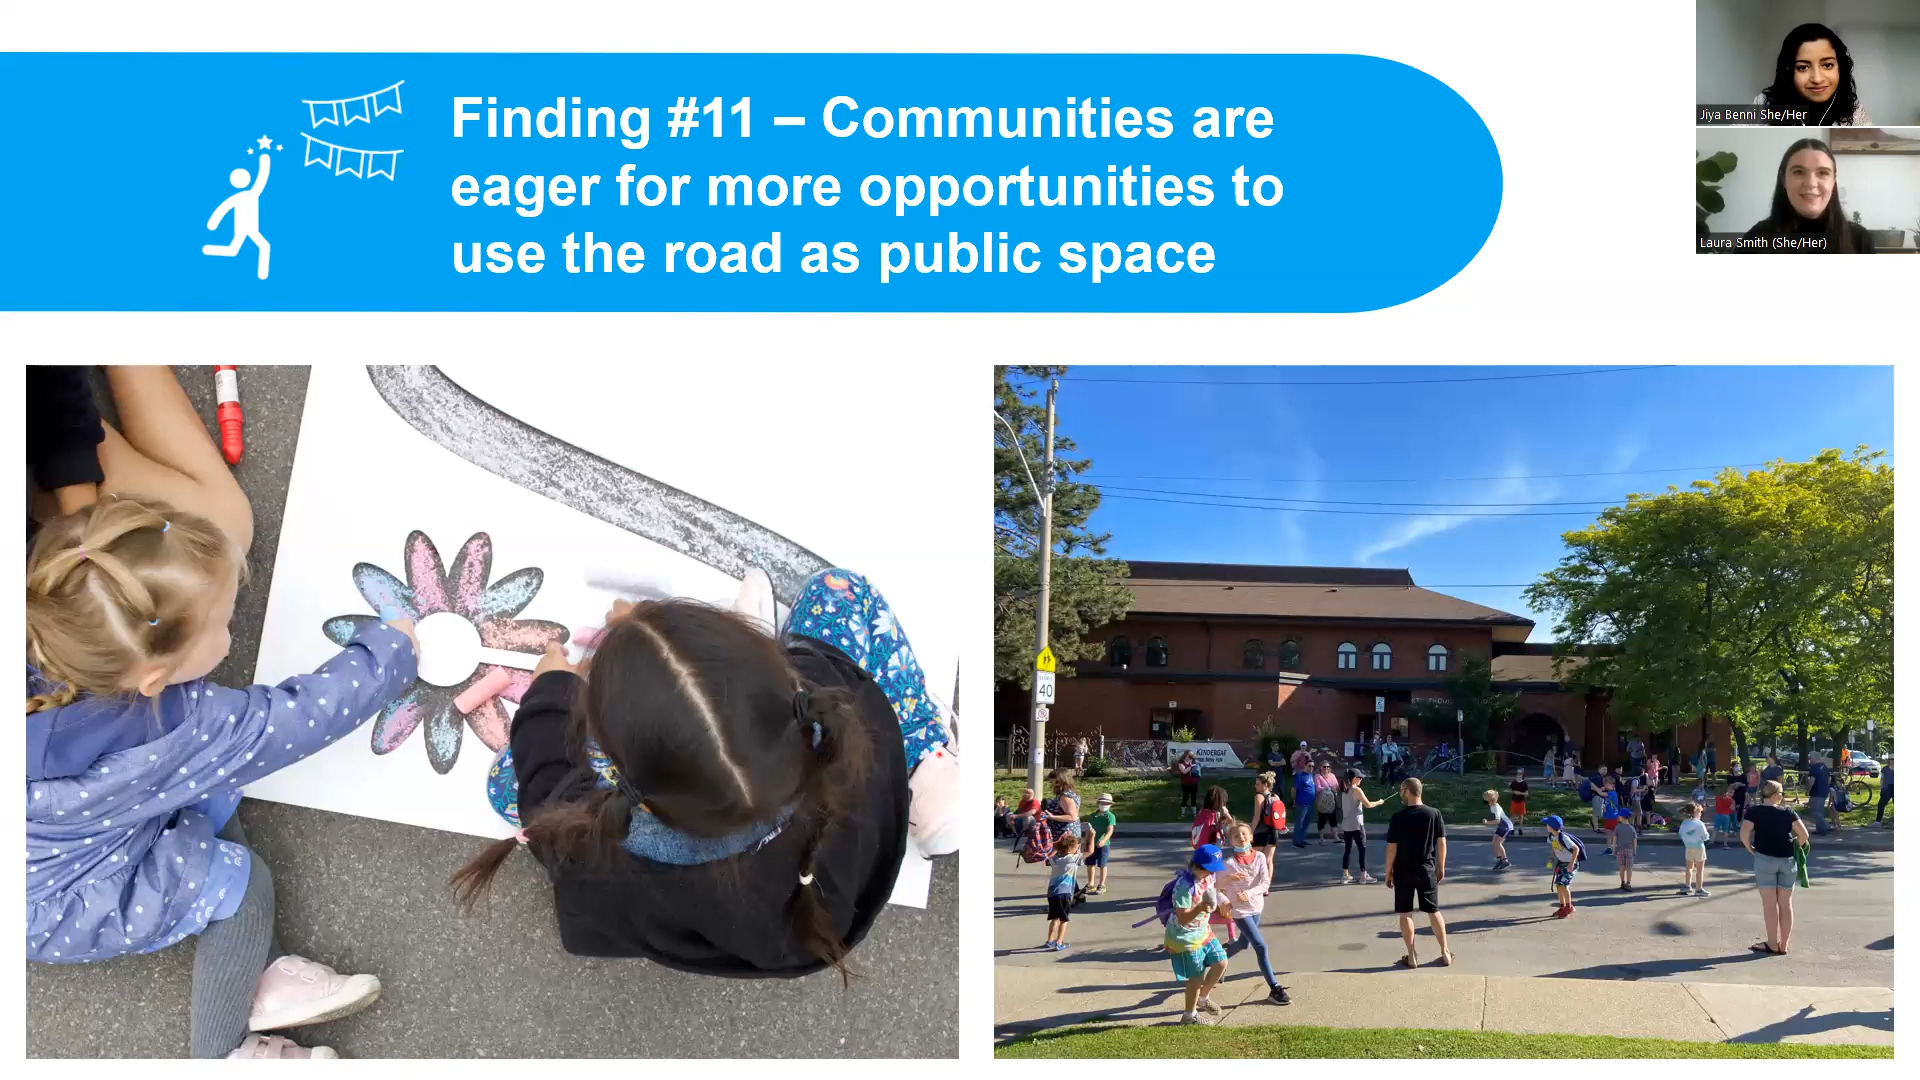 Finding #11 – Communities are
eager for more opportunities to
use the road as public space
Jiya Benni She/Her
Laura Smith (She/Her)
40